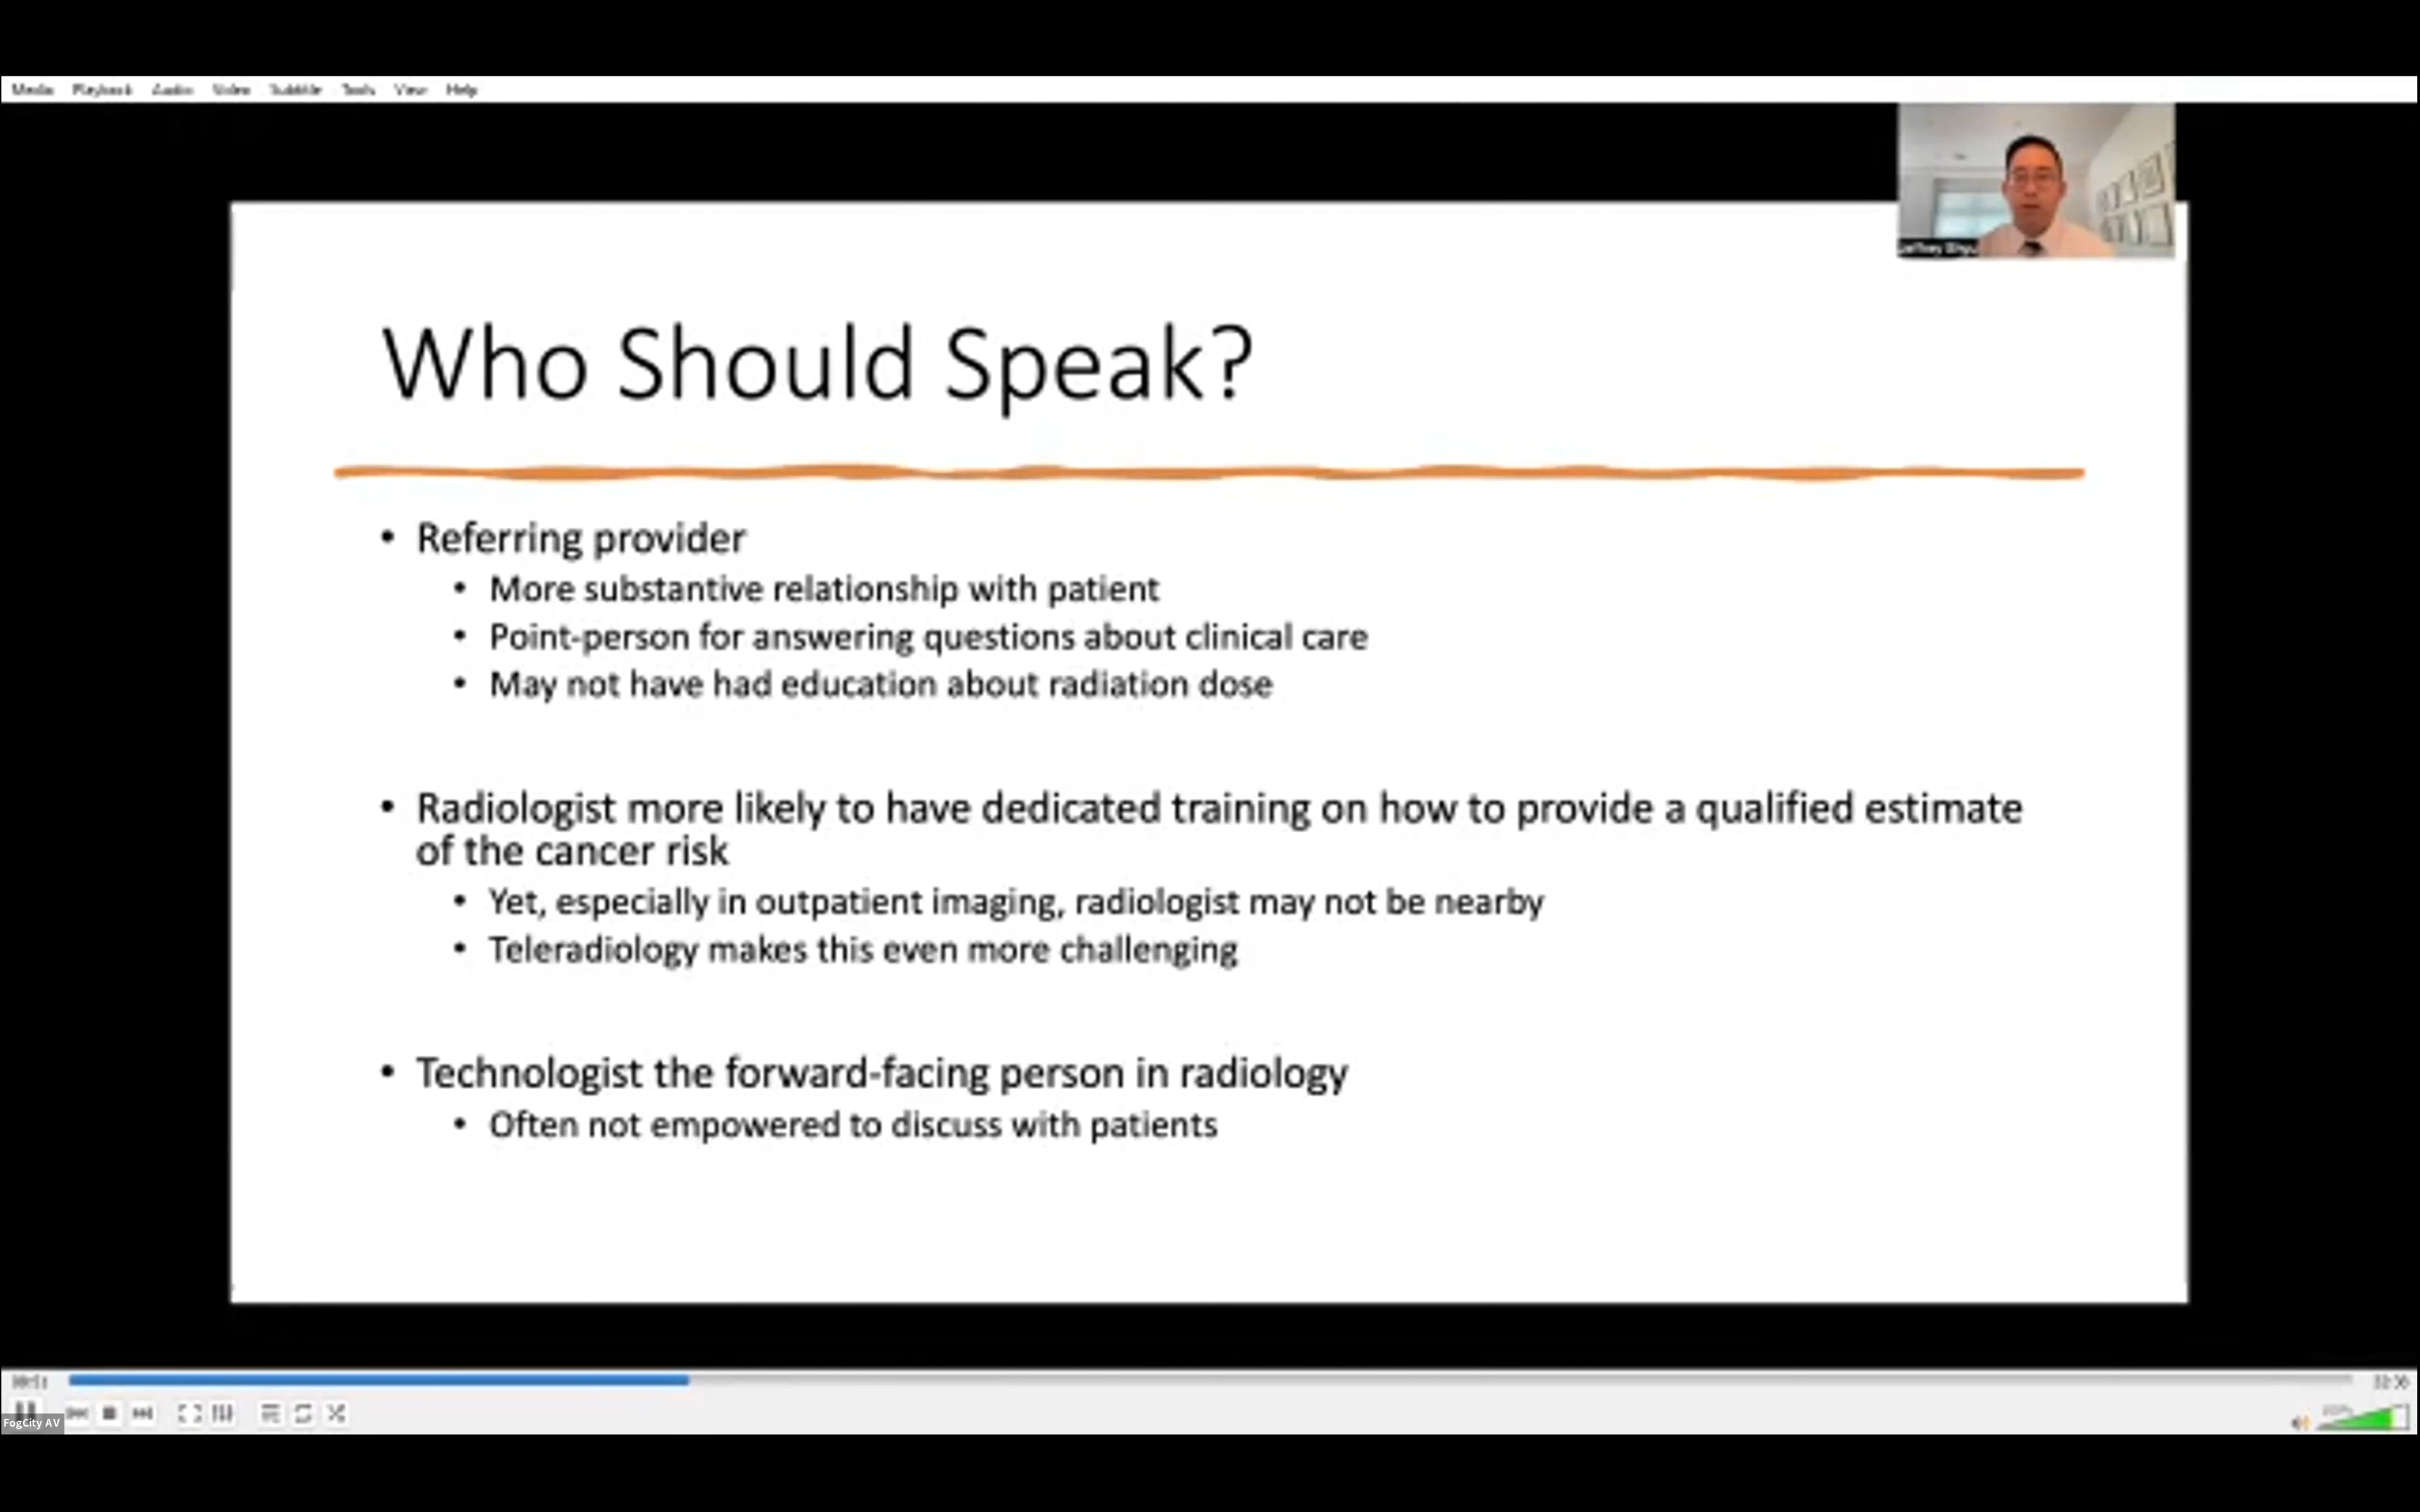 Media Playback Audio Video Subtitle Tools View Help
Who Should Speak?
• Referring provider
• More substantive relationship with patient
• Point-person for answering questions about clinical care
• May not have had education about radiation dose
• Radiologist more likely to have dedicated training on how to provide a qualified estimate
of the cancer risk
• Yet, especially in outpatient imaging, radiologist may not be nearby
• Teleradiology makes this even more challenging
• Technologist the forward-facing person in radiology
• Often not empowered to discuss with patients
FogCity AV